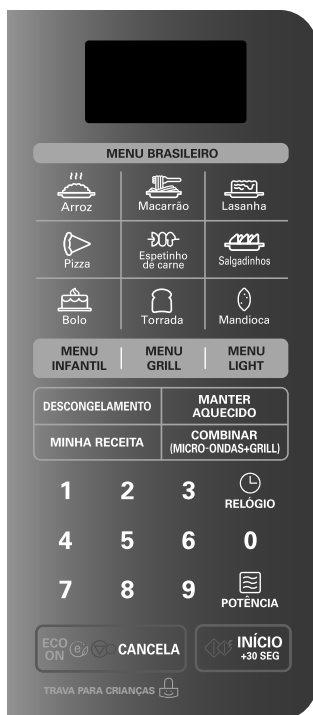 MENU BRASILEIRO
Arroz
Macarrão
Lasanha
Pizza
Espetinho
de carne
Salgadinhos
Bolo
Torrada
Mandioca
MENU
INFANTIL
MENU
GRILL
MENU
LIGHT
DESCONGELAMENTO
MANTER
AQUECIDO
MINHA RECEITA
COMBINAR
(MICRO-ONDAS+GRILL)
1 2 3
RELÓGIO
4 5 6 0
7 8 9
POTÊNCIA
ECO
ON
e
CANCELA
INÍCIO
+30 SEG
TRAVA PARA CRIANÇAS